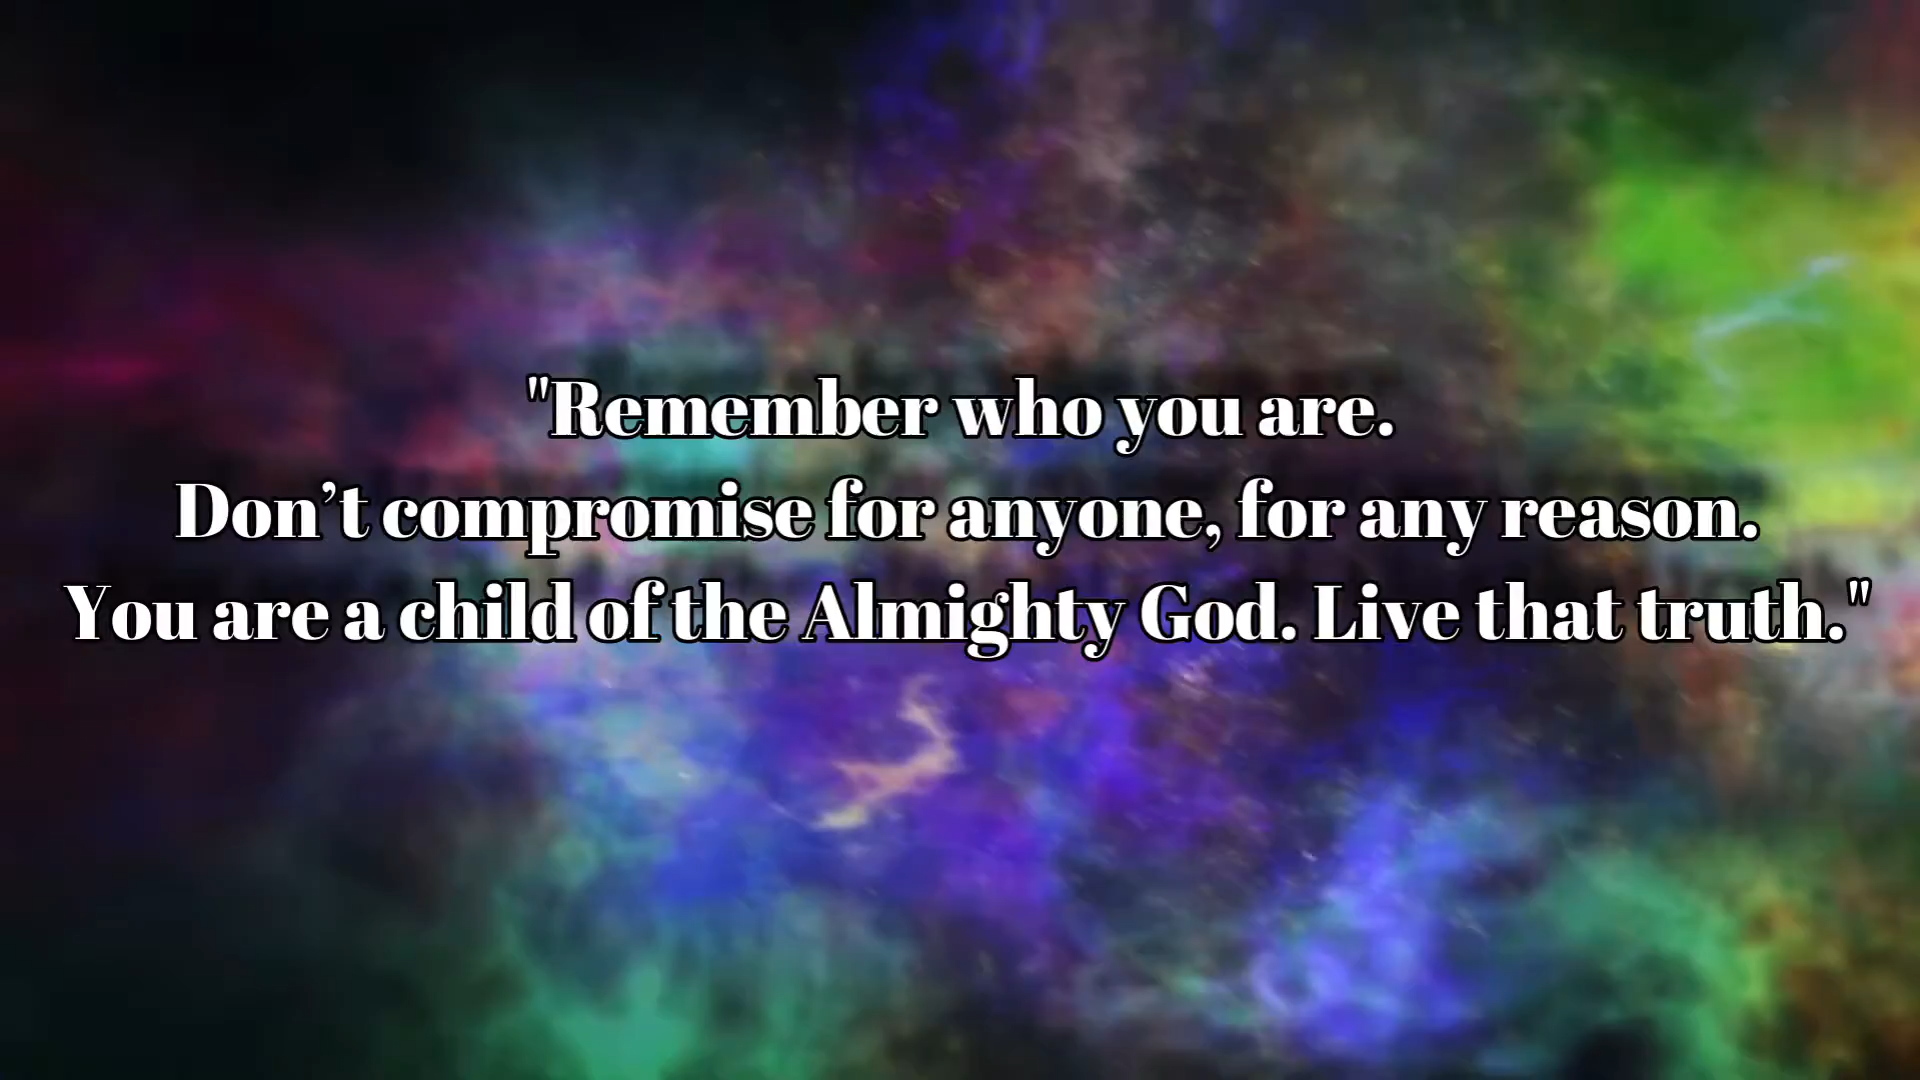 "Remember who you are.
Don’t compromise for anyone, for any reason.
You are a child of the Almighty God. Live that truth."